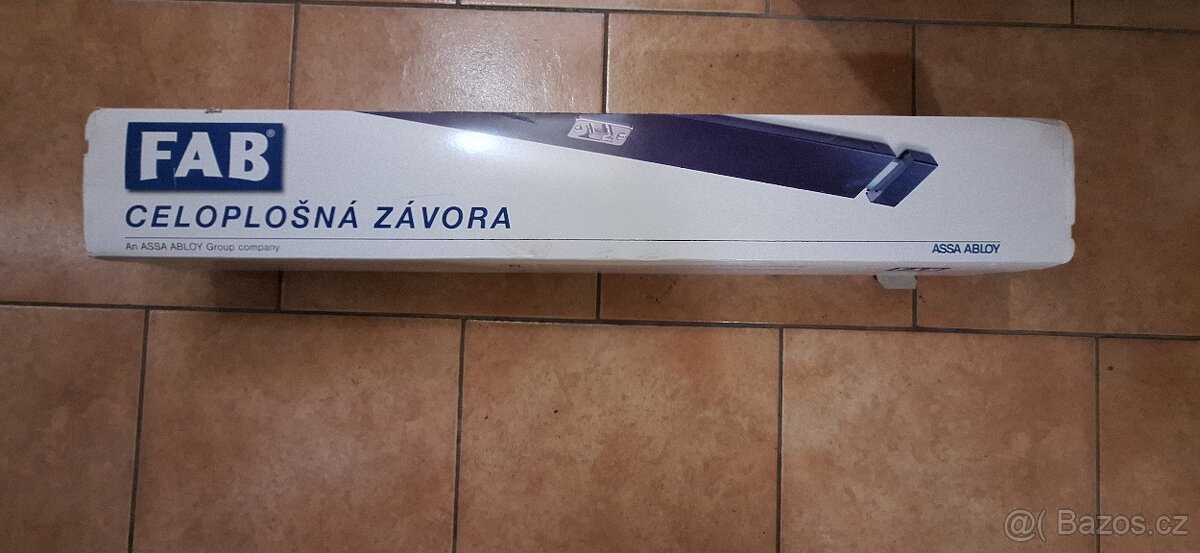 FAB®
CELOPLOŠNÁ ZÁVORA
An ASSA ABLOY Group company
ASSA ABLOY
@( Bazos.cz